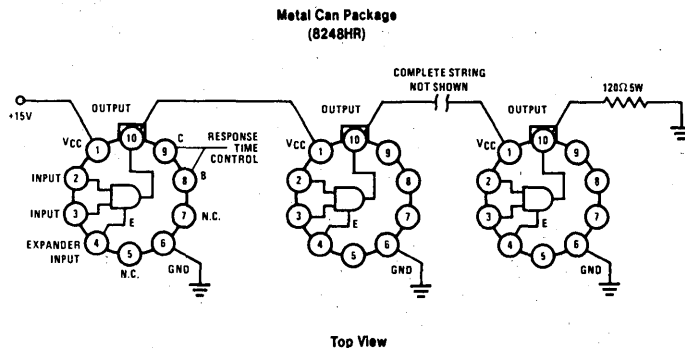 Metal Can Package
(8248HR)
COMPLETE STRING
NOT SHOWN
120Ω 5W
+15V
OUTPUT
OUTPUT
OUTPUT
VCC
1
10
9
C
RESPONSE
TIME
CONTROL
INPUT
2
8
B
INPUT
3
7
N.C.
E
EXPANDER
INPUT
4
5
6
N.C.
GND
VCC
1
10
9
2
8
3
7
E
4
5
6
GND
VCC
1
10
9
2
8
3
7
E
4
5
6
GND
Top View